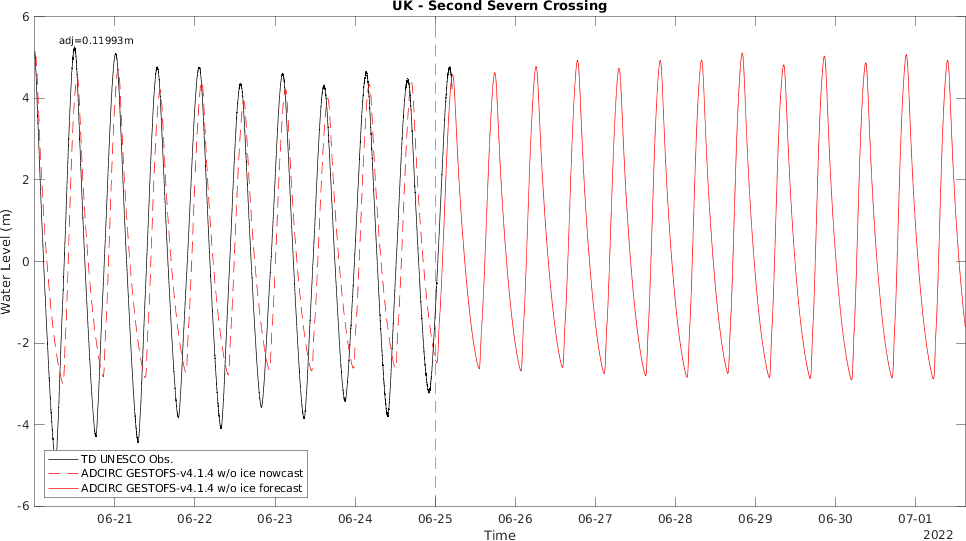 UK - Second Severn Crossing
adj=0.11993m
6
4
2
0
-2
-4
-6
Water Level (m)
TD UNESCO Obs.
ADCIRC GESTOFS-v4.1.4 w/o ice nowcast
ADCIRC GESTOFS-v4.1.4 w/o ice forecast
06-21 06-22 06-23 06-24 06-25 06-26 06-27 06-28 06-29 06-30 07-01
Time
2022